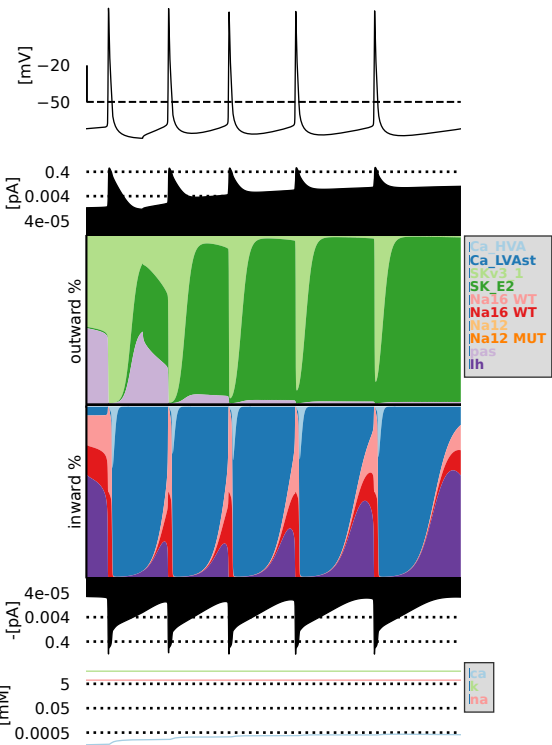 [mV]
−20
−50
[pA]
0.4
0.004
4e-05
outward %
Ca_HVA
Ca_LVAst
SKv3_1
SK_E2
Na16 WT
Na16 WT
Na12
Na12 MUT
pas
Ih
inward %
-[pA]
4e-05
0.004
0.4
[mM]
5
0.05
0.0005
ca
k
na